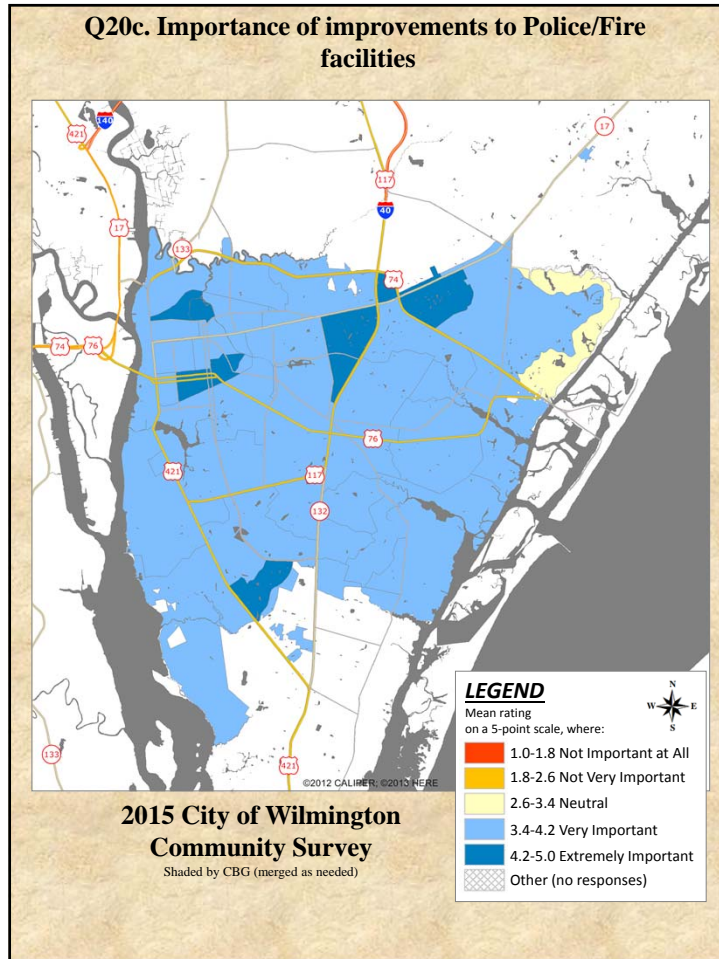 Q20c. Importance of improvements to Police/Fire
facilities
140
421
17
117
40
17
133
74
74
76
76
421
117
132
133
421
©2012 CALIPER; ©2013 HERE
LEGEND
Mean rating
on a 5-point scale, where:
N
W E
S
1.0-1.8 Not Important at All
1.8-2.6 Not Very Important
2.6-3.4 Neutral
3.4-4.2 Very Important
4.2-5.0 Extremely Important
Other (no responses)
2015 City of Wilmington
Community Survey
Shaded by CBG (merged as needed)